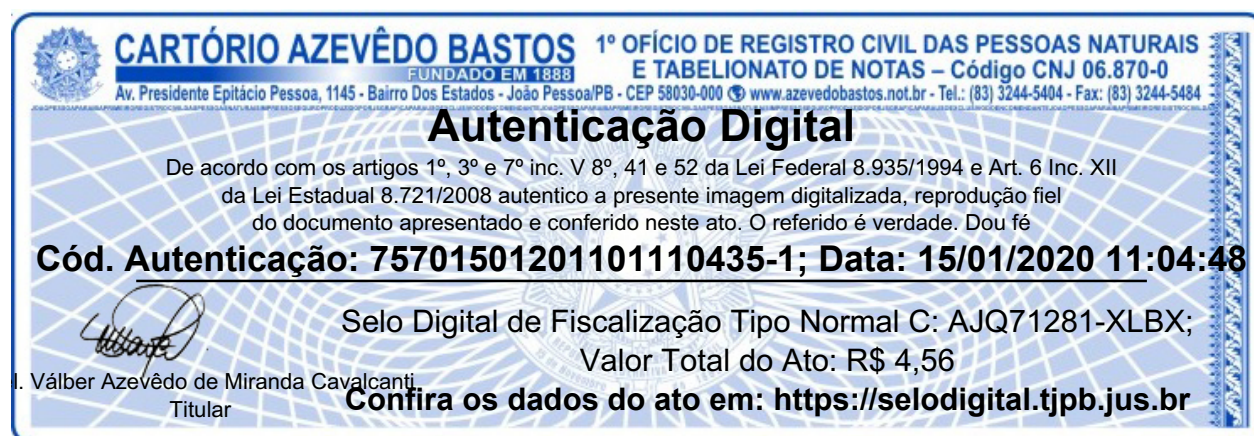 CARTÓRIO AZEVÊDO BASTOS
FUNDADO EM 1888
1º OFÍCIO DE REGISTRO CIVIL DAS PESSOAS NATURAIS
E TABELIONATO DE NOTAS – Código CNJ 06.870-0
Av. Presidente Epitácio Pessoa, 1145 - Bairro Dos Estados - João Pessoa/PB - CEP 58030-000 www.azevedobastos.not.br - Tel.: (83) 3244-5404 - Fax: (83) 3244-5484
Autenticação Digital
De acordo com os artigos 1º, 3º e 7º inc. V 8º, 41 e 52 da Lei Federal 8.935/1994 e Art. 6 Inc. XII
da Lei Estadual 8.721/2008 autentico a presente imagem digitalizada, reprodução fiel
do documento apresentado e conferido neste ato. O referido é verdade. Dou fé
Cód. Autenticação: 75701501201101110435-1; Data: 15/01/2020 11:04:48
Selo Digital de Fiscalização Tipo Normal C: AJQ71281-XLBX;
Valor Total do Ato: R$ 4,56
l. Válber Azevêdo de Miranda Cavalcanti
Titular
Confira os dados do ato em: https://selodigital.tjpb.jus.br